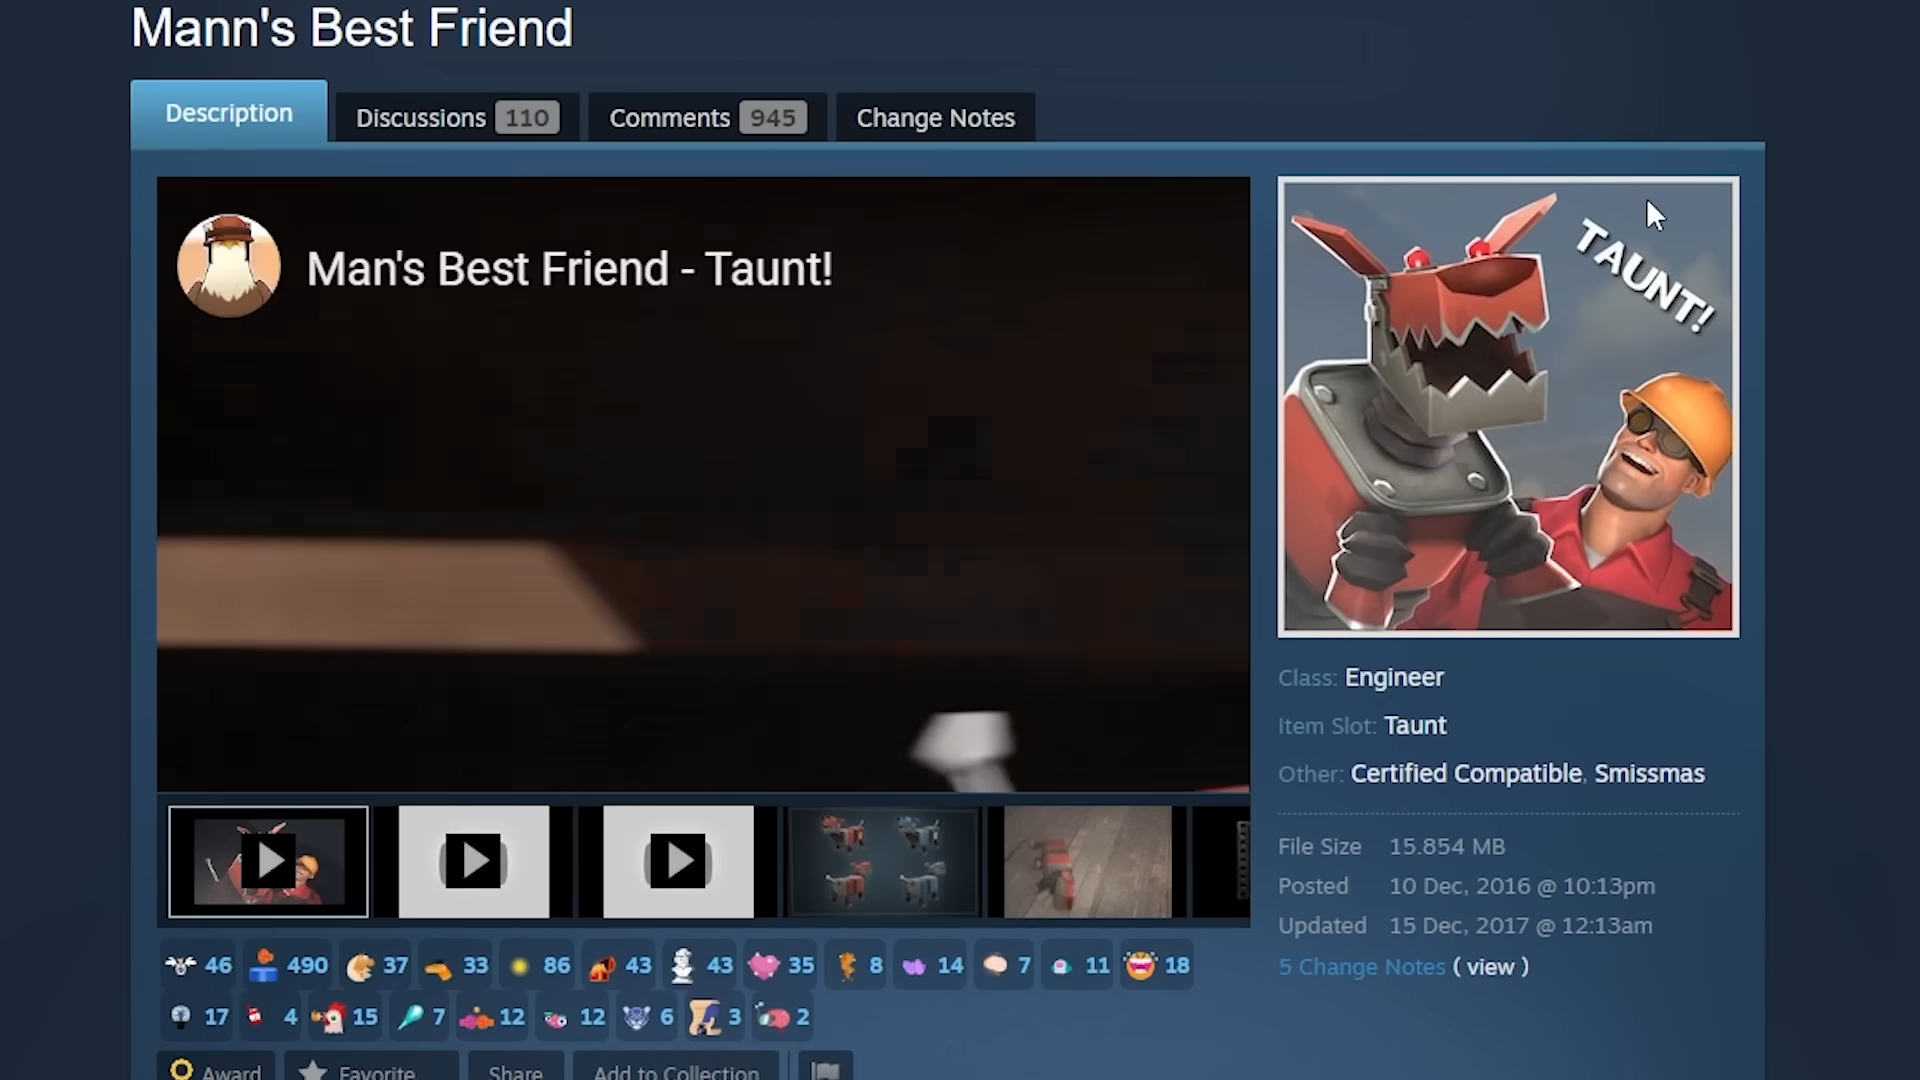 Mann's Best Friend
Description
Discussions 110
Comments 945
Change Notes
Man's Best Friend - Taunt!
TAUNT!
Class: Engineer
Item Slot: Taunt
Other: Certified Compatible, Smissmas
File Size 15.854 MB
Posted 10 Dec, 2016 @ 10:13pm
Updated 15 Dec, 2017 @ 12:13am
5 Change Notes ( view )
46 490 37 33 86 43 43 35 8 14 7 11 18
17 4 15 7 12 12 6 3 2
Award Favorite Share Add to Collection